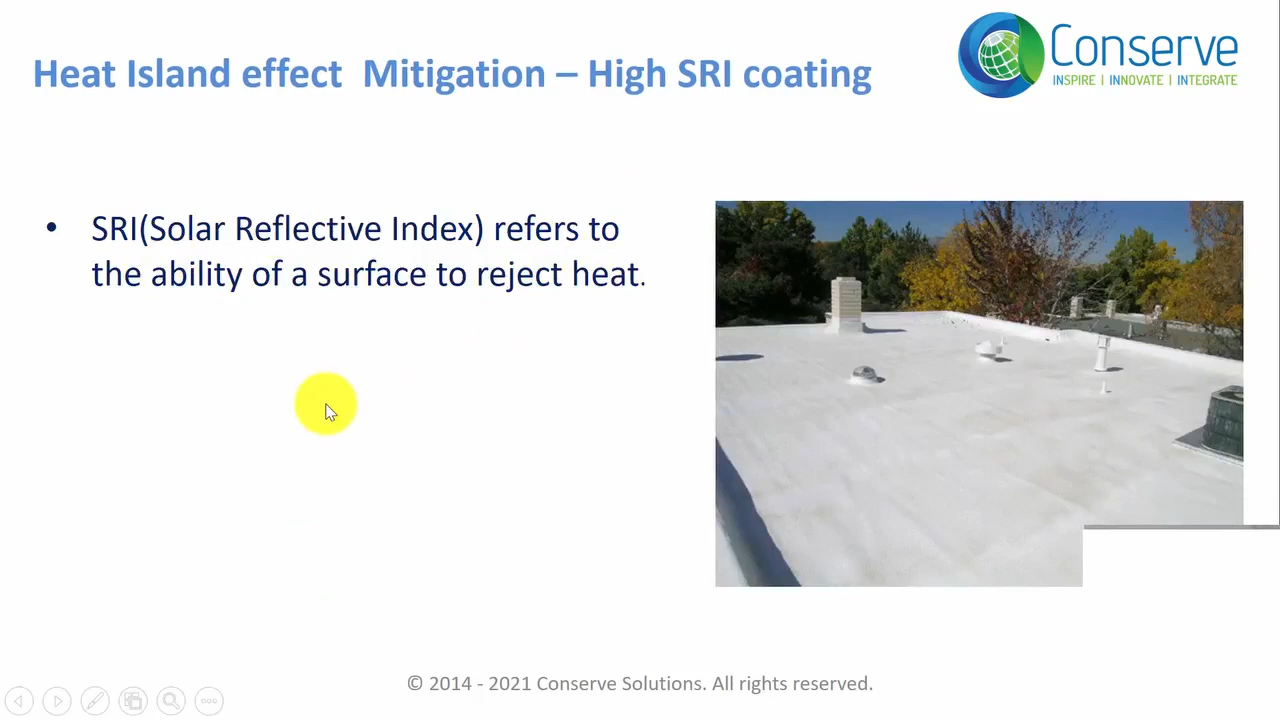 Heat Island effect  Mitigation – High SRI coating
Conserve
INSPIRE I INNOVATE I INTEGRATE
• SRI(Solar Reflective Index) refers to
the ability of a surface to reject heat.
© 2014 - 2021 Conserve Solutions. All rights reserved.